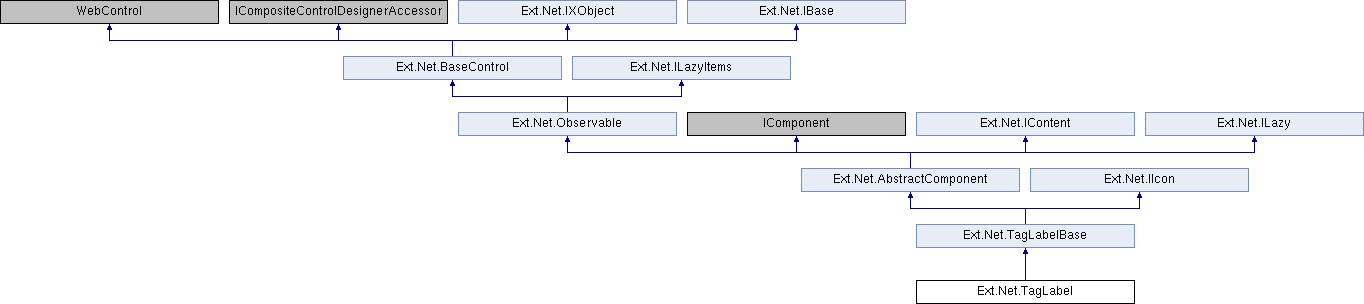 WebControl
ICompositeControlDesignerAccessor
Ext.Net.IXObject
Ext.Net.IBase
Ext.Net.BaseControl
Ext.Net.ILazyItems
Ext.Net.Observable
IComponent
Ext.Net.IContent
Ext.Net.ILazy
Ext.Net.AbstractComponent
Ext.Net.IIcon
Ext.Net.TagLabelBase
Ext.Net.TagLabel